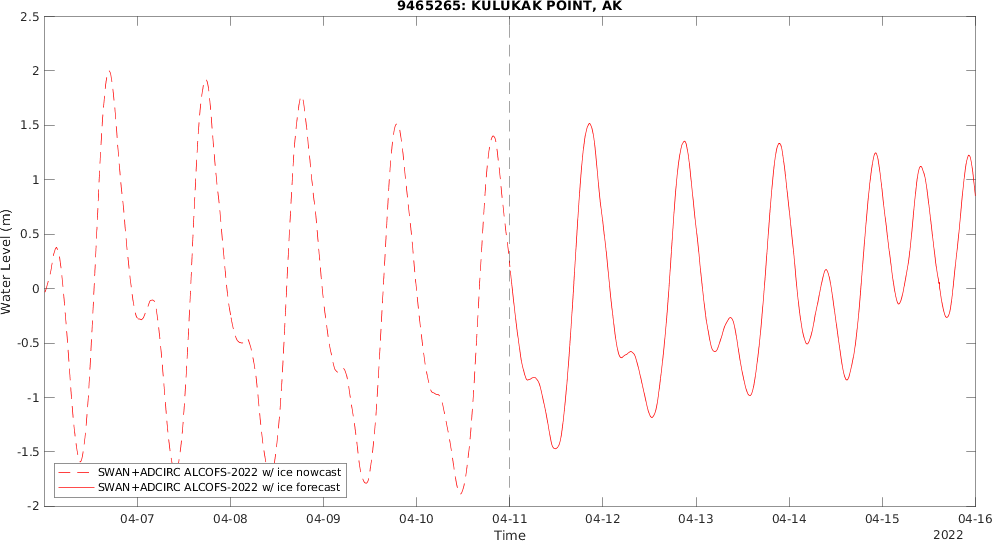 9465265: KULUKAK POINT, AK
2.5
2
1.5
1
0.5
0
-0.5
-1
-1.5
-2
Water Level (m)
SWAN+ADCIRC ALCOFS-2022 w/ ice nowcast
SWAN+ADCIRC ALCOFS-2022 w/ ice forecast
04-07 04-08 04-09 04-10 04-11 04-12 04-13 04-14 04-15 04-16
Time
2022